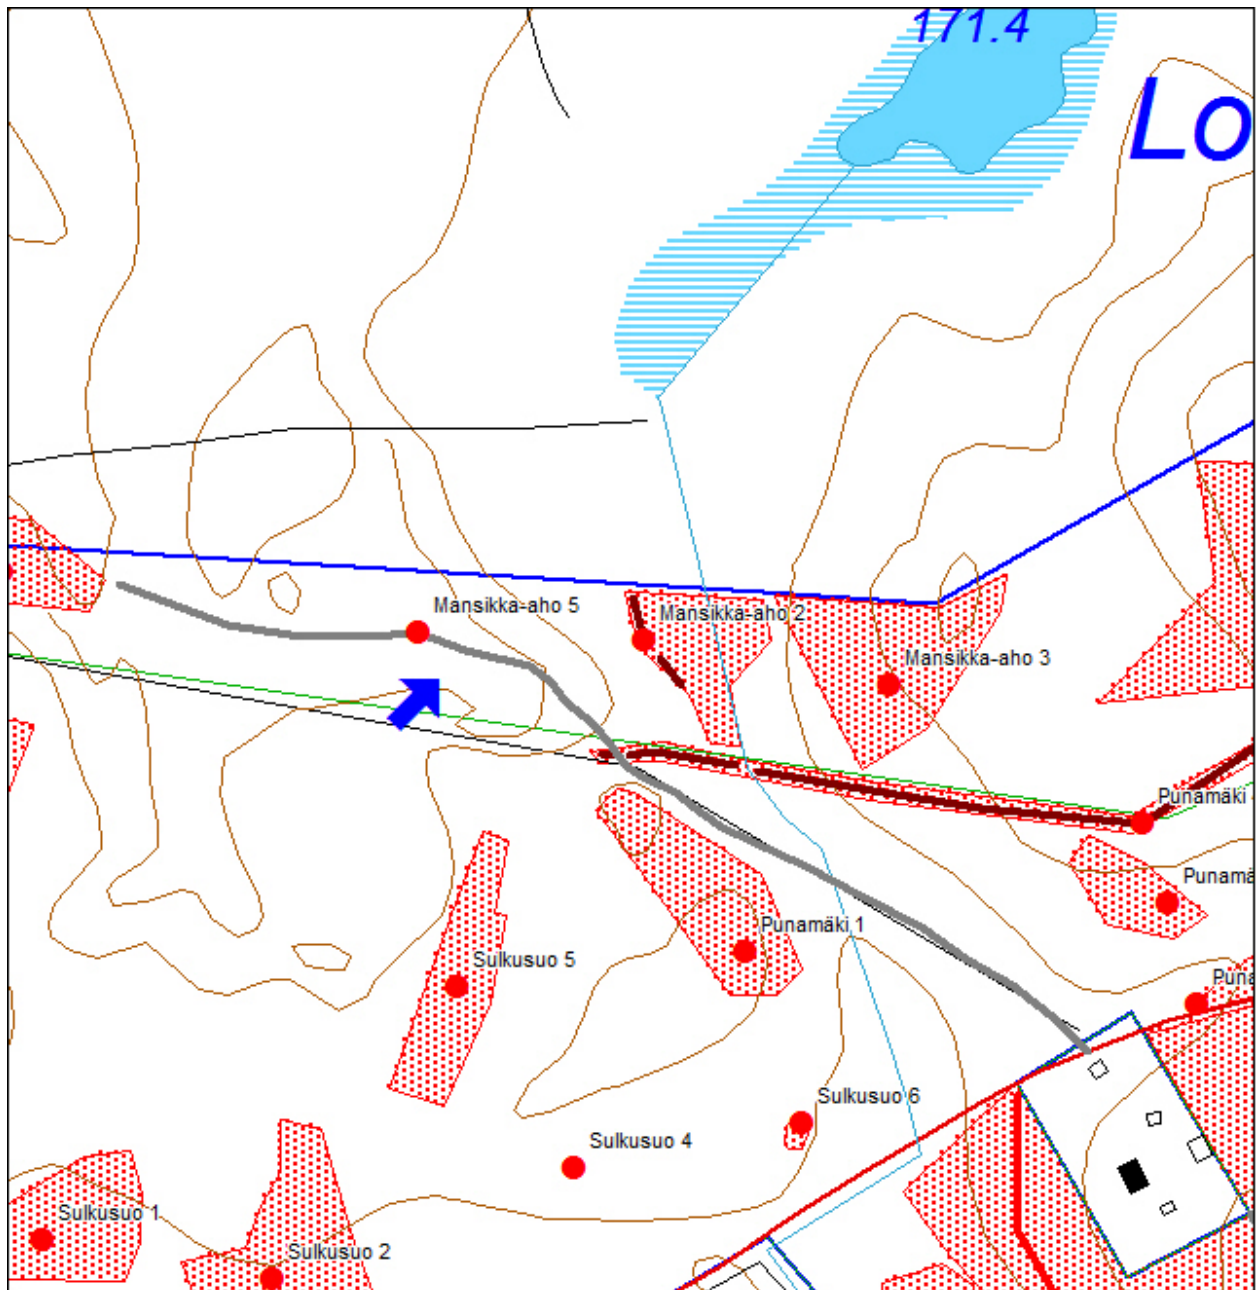 171.4
Lo
Mansikka-aho 5
Mansikka-aho 2
Mansikka-aho 3
Punamäki
Punamä
Punamäki 1
Sulkusuo 5
Puna
Sulkusuo 6
Sulkusuo 4
Sulkusuo 1
Sulkusuo 2